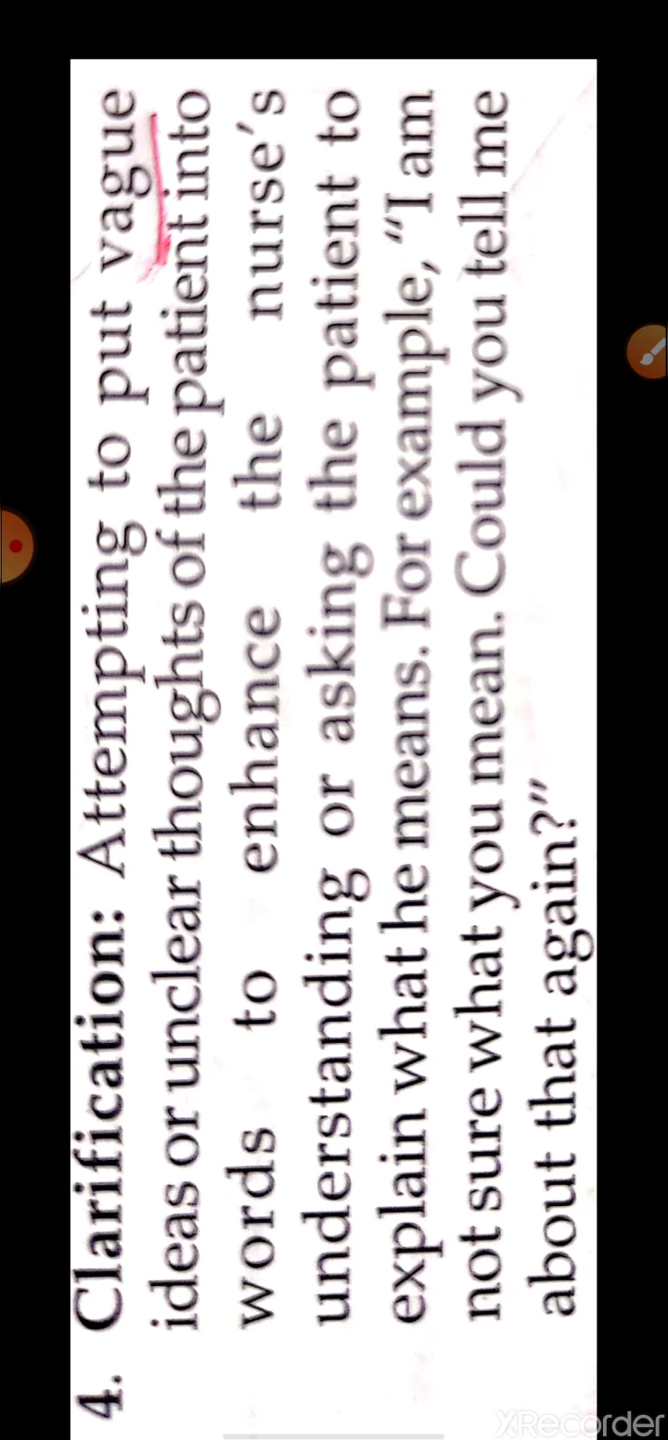 4. Clarification: Attempting to put vague
ideas or unclear thoughts of the patient into
words to enhance the nurse's
understanding or asking the patient to
explain what he means. For example, "I am
not sure what you mean. Could you tell me
about that again?"
XRecorder